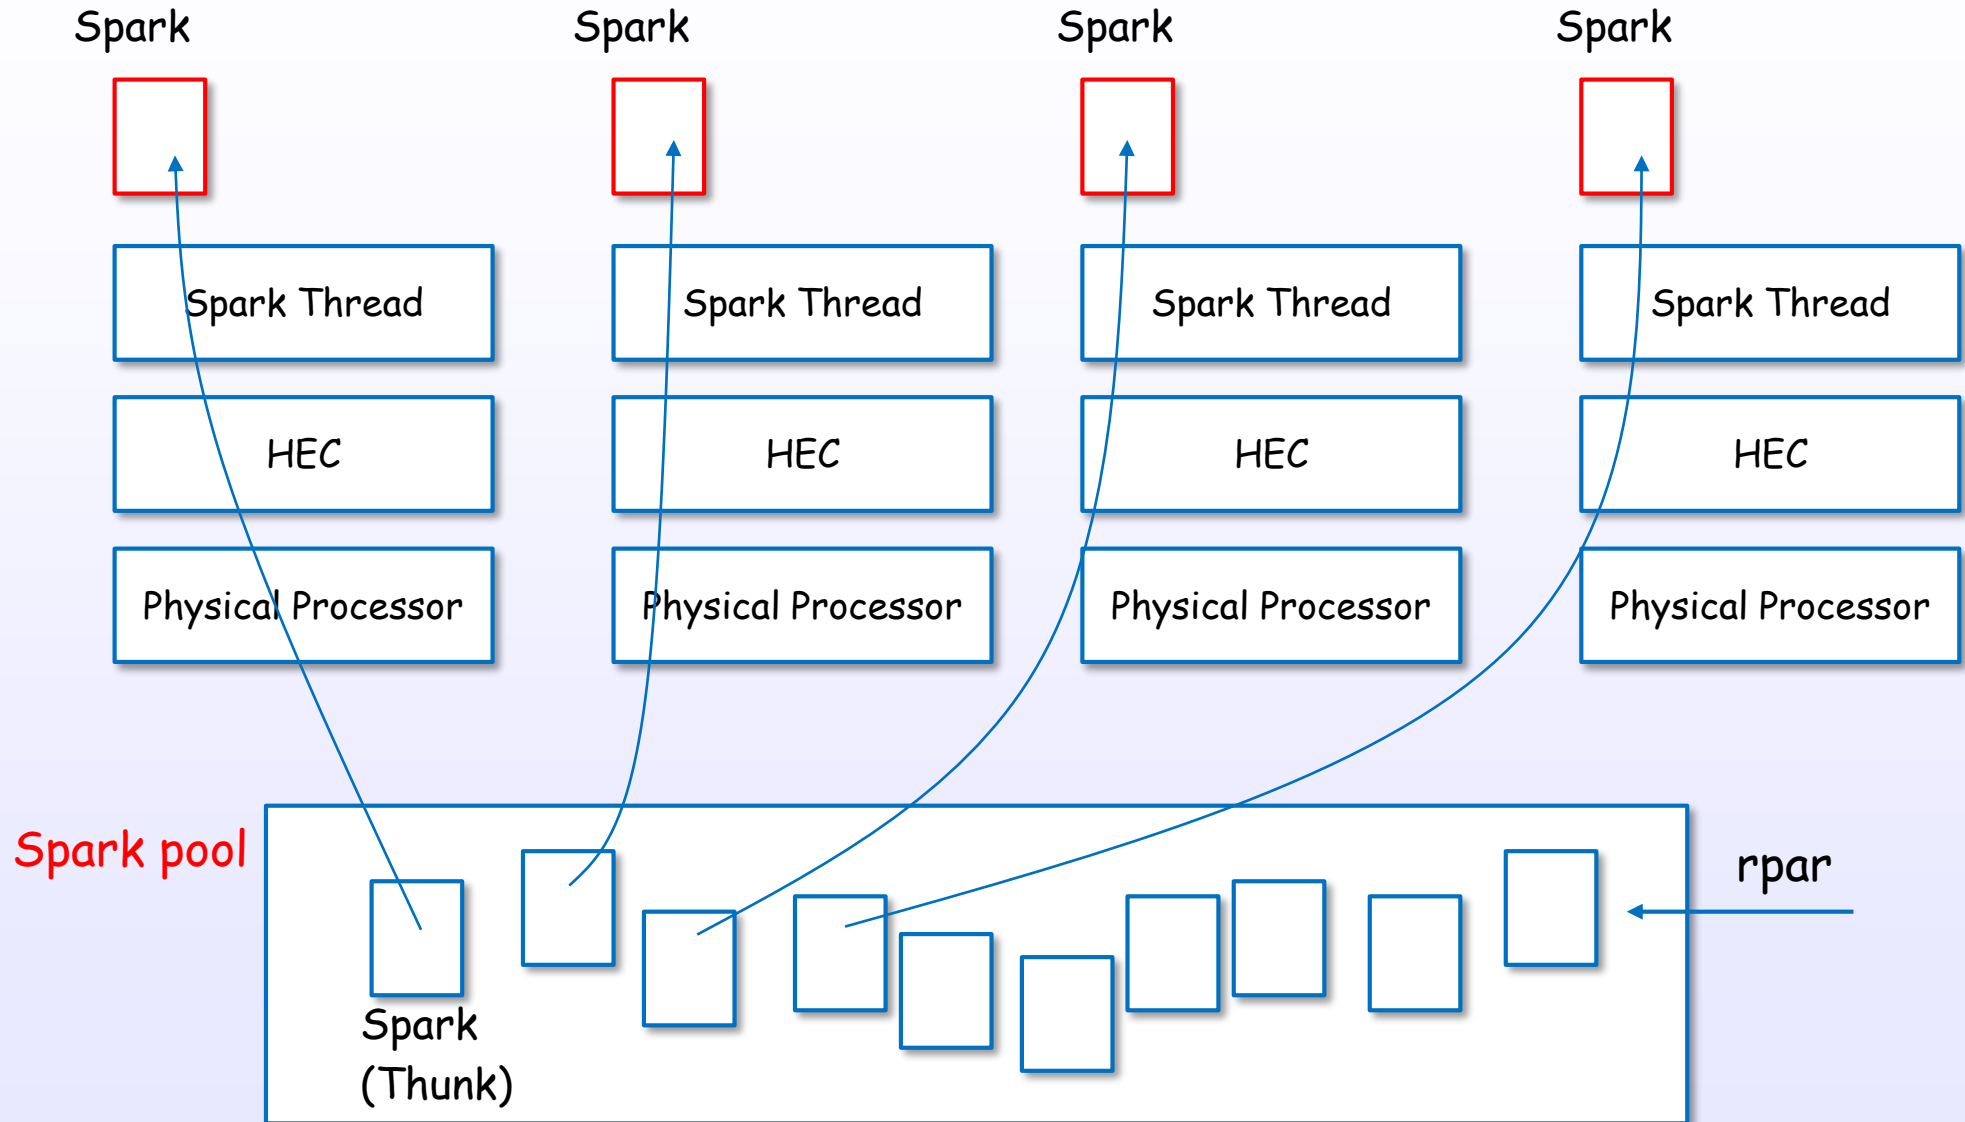 Spark
Spark
Spark
Spark
Spark Thread
Spark Thread
Spark Thread
Spark Thread
HEC
HEC
HEC
HEC
Physical Processor
Physical Processor
Physical Processor
Physical Processor
Spark pool
rpar
Spark
(Thunk)